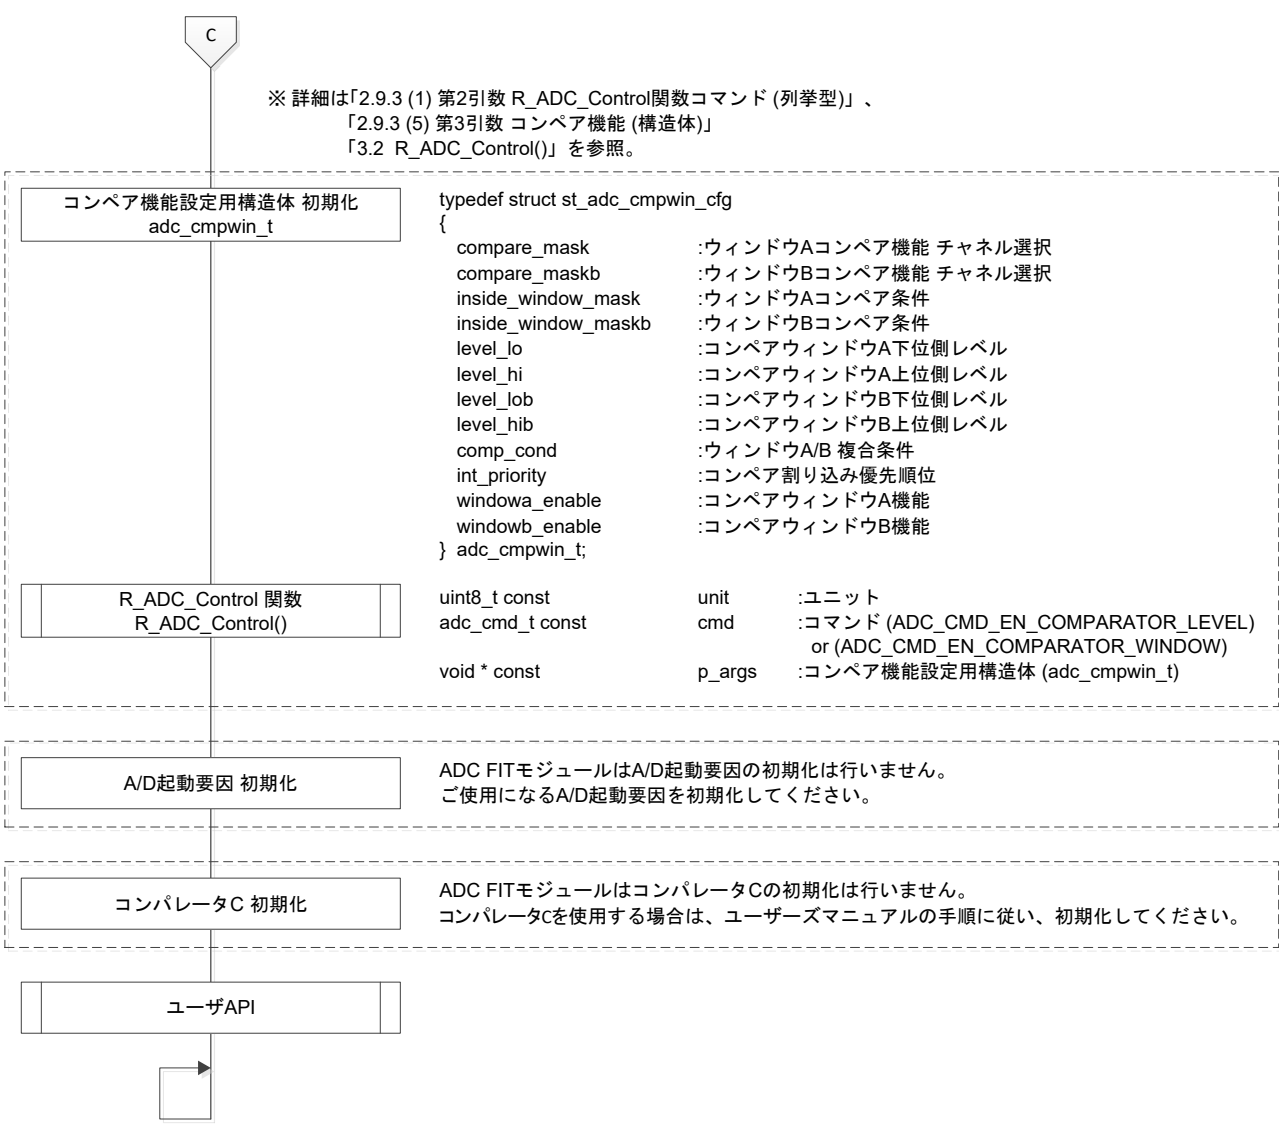 C
※ 詳細は「2.9.3 (1) 第2引数 R_ADC_Control関数コマンド (列挙型)」、
「2.9.3 (5) 第3引数 コンペア機能 (構造体)」
「3.2 R_ADC_Control()」を参照。
コンペア機能設定用構造体 初期化
adc_cmpwin_t
typedef struct st_adc_cmpwin_cfg
{
compare_mask :ウィンドウAコンペア機能 チャネル選択
compare_maskb :ウィンドウBコンペア機能 チャネル選択
inside_window_mask :ウィンドウAコンペア条件
inside_window_maskb :ウィンドウBコンペア条件
level_lo :コンペアウィンドウA下位側レベル
level_hi :コンペアウィンドウA上位側レベル
level_lob :コンペアウィンドウB下位側レベル
level_hib :コンペアウィンドウB上位側レベル
comp_cond :ウィンドウA/B 複合条件
int_priority :コンペア割り込み優先順位
windowa_enable :コンペアウィンドウA機能
windowb_enable :コンペアウィンドウB機能
} adc_cmpwin_t;
R_ADC_Control 関数
R_ADC_Control()
uint8_t const unit :ユニット
adc_cmd_t const cmd :コマンド (ADC_CMD_EN_COMPARATOR_LEVEL)
or (ADC_CMD_EN_COMPARATOR_WINDOW)
void * const p_args :コンペア機能設定用構造体 (adc_cmpwin_t)
A/D起動要因 初期化
ADC FITモジュールはA/D起動要因の初期化は行いません。
ご使用になるA/D起動要因を初期化してください。
コンパレータC 初期化
ADC FITモジュールはコンパレータCの初期化は行いません。
コンパレータCを使用する場合は、ユーザーズマニュアルの手順に従い、初期化してください。
ユーザAPI